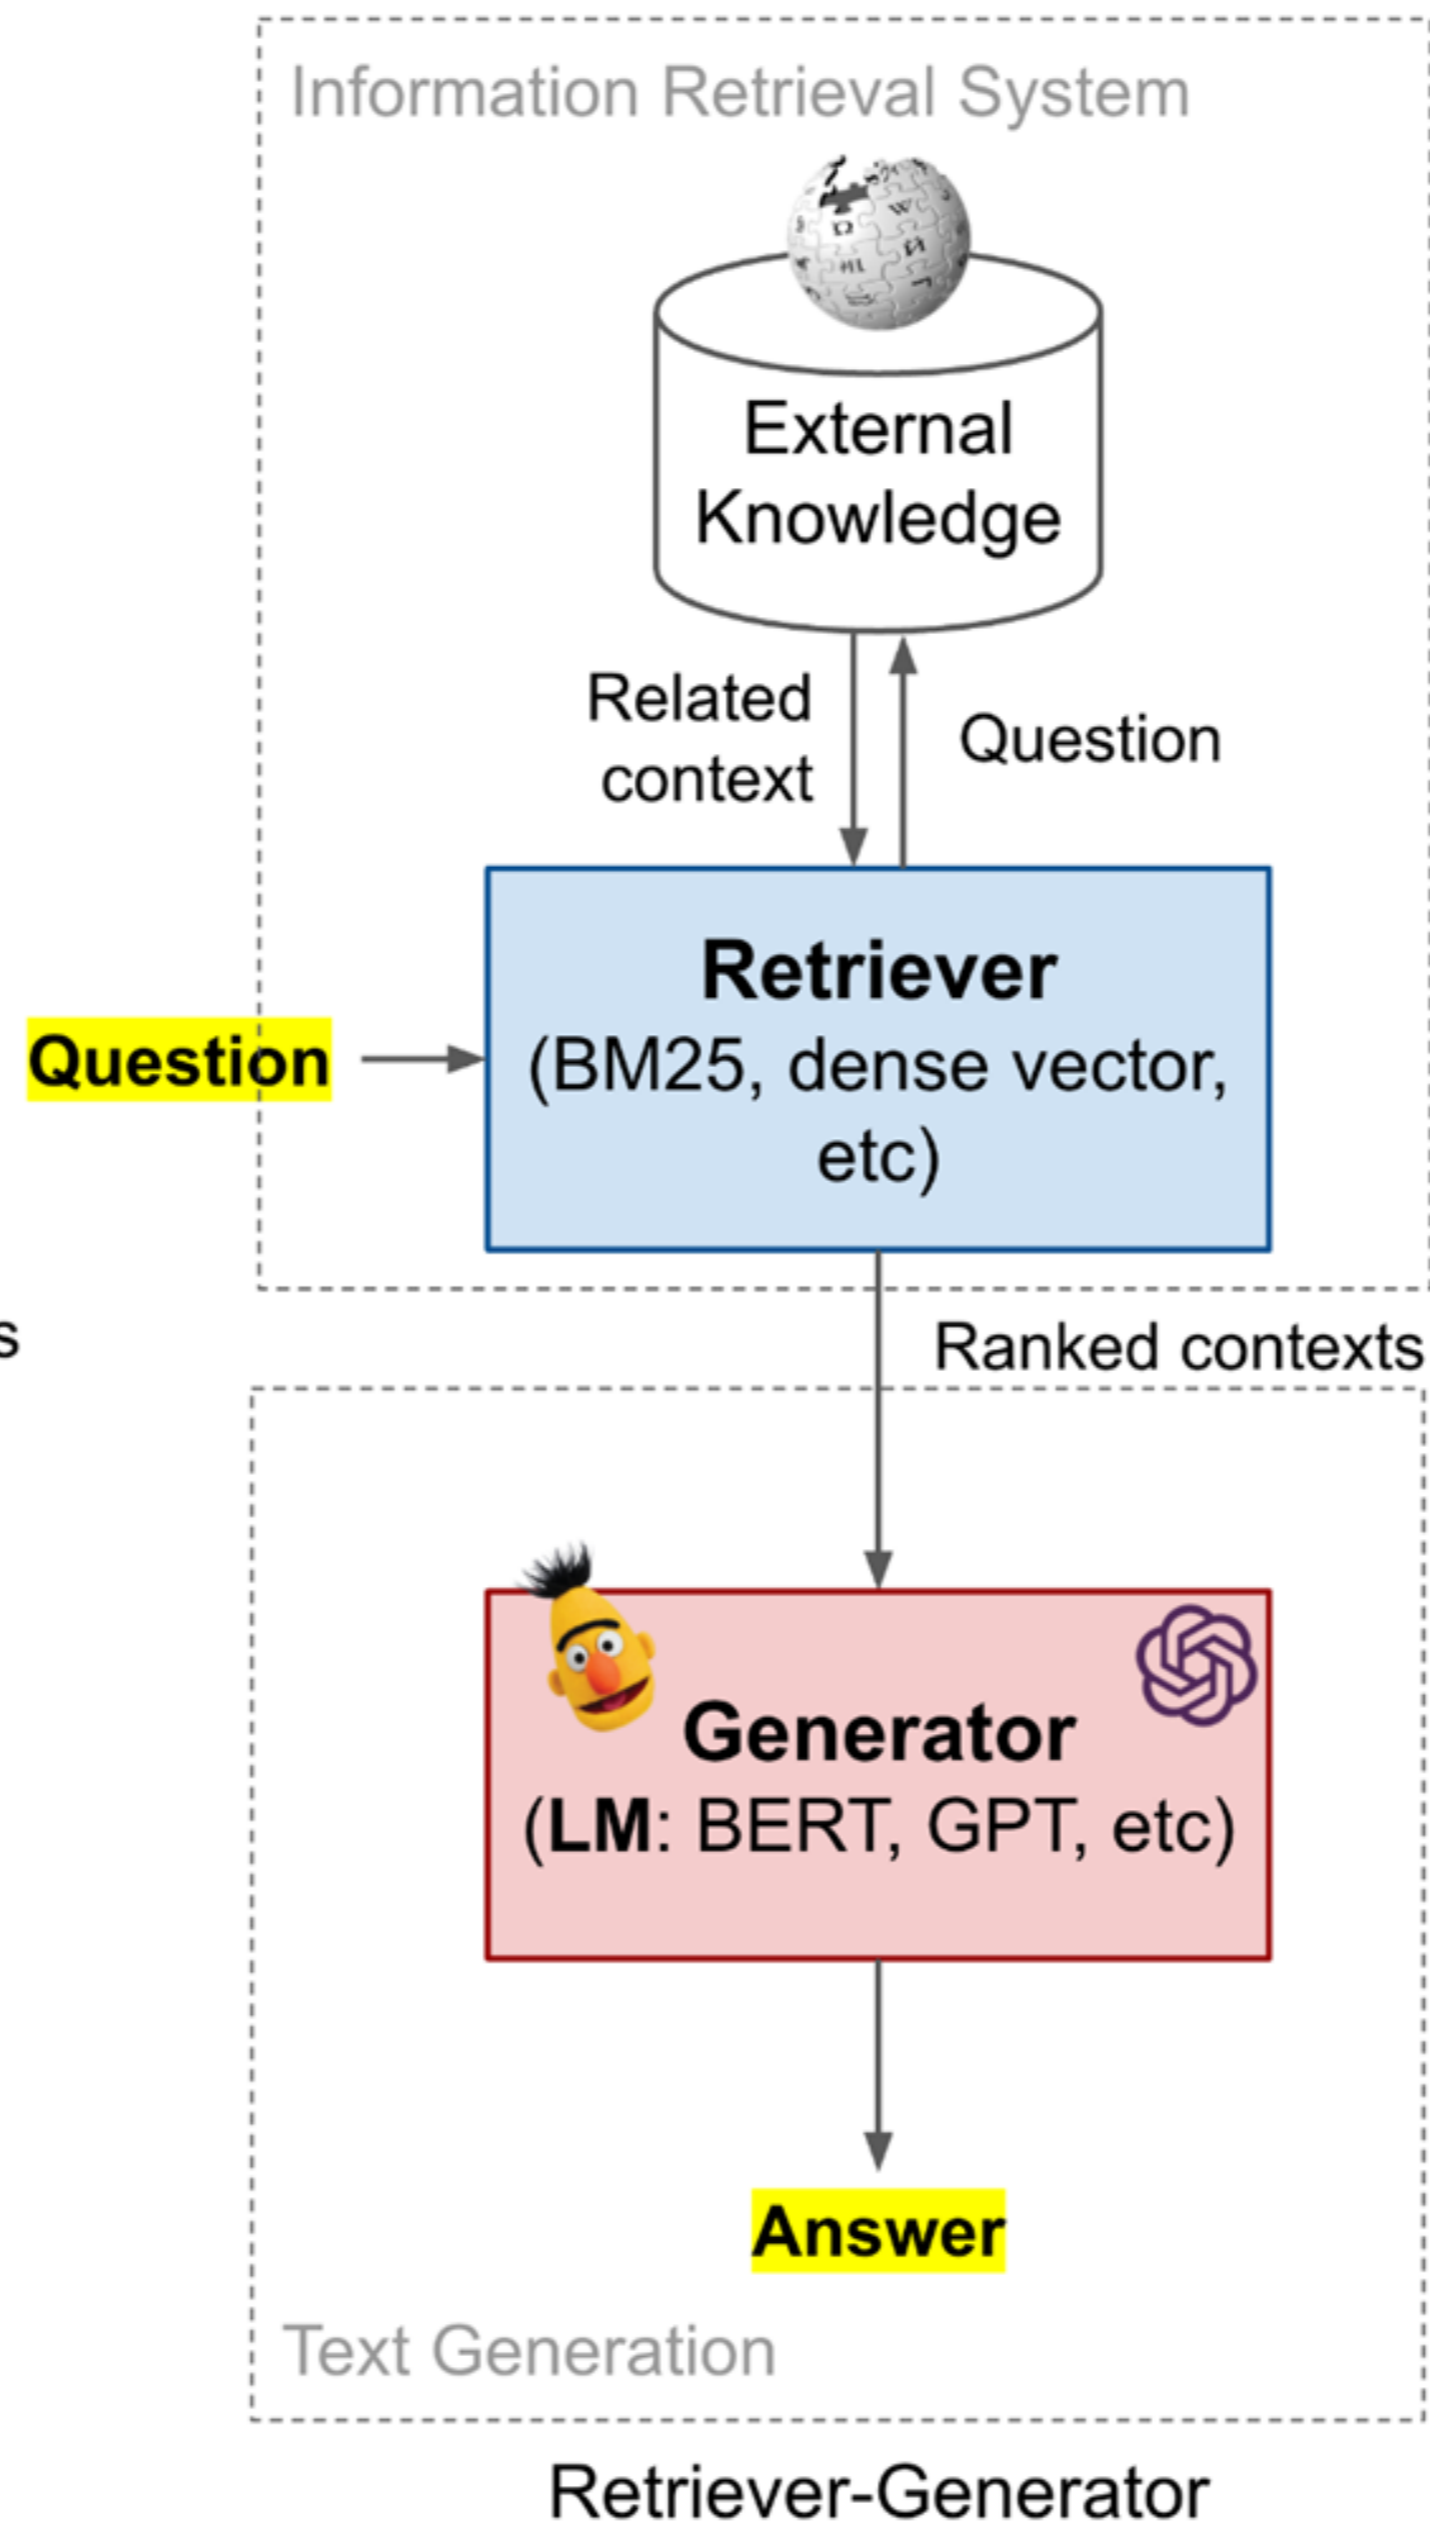 Information Retrieval System
External
Knowledge
Related
context
Question
Retriever
(BM25, dense vector,
etc)
Question
s
Ranked contexts
Generator
(LM: BERT, GPT, etc)
Answer
Text Generation
Retriever-Generator